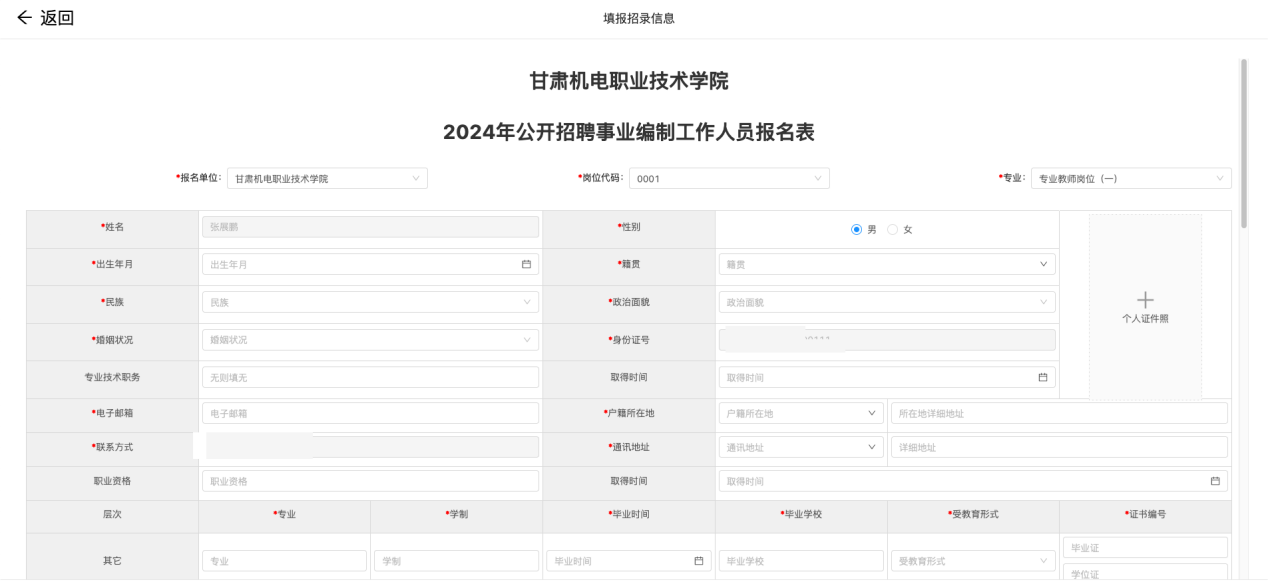 返回
填报招录信息
甘肃机电职业技术学院
2024年公开招聘事业编制工作人员报名表
*报名单位: 甘肃机电职业技术学院 *岗位代码: 0001 *专业: 专业教师岗位（一）
*姓名 张晨鹏 *性别 男 女
*出生年月 出生年月 *籍贯 籍贯
*民族 民族 *政治面貌 政治面貌
个人证件照
*婚姻状况 婚姻状况 *身份证号
专业技术职务 无则填无 取得时间 取得时间
*电子邮箱 电子邮箱 *户籍所在地 户籍所在地 所在地详细地址
*联系方式 *通讯地址 通讯地址 详细地址
职业资格 职业资格 取得时间 取得时间
层次 *专业 *学制 *毕业时间 *毕业学校 *受教育形式 *证书编号
其它 专业 学制 毕业时间 毕业学校 受教育形式 毕业证
学位证